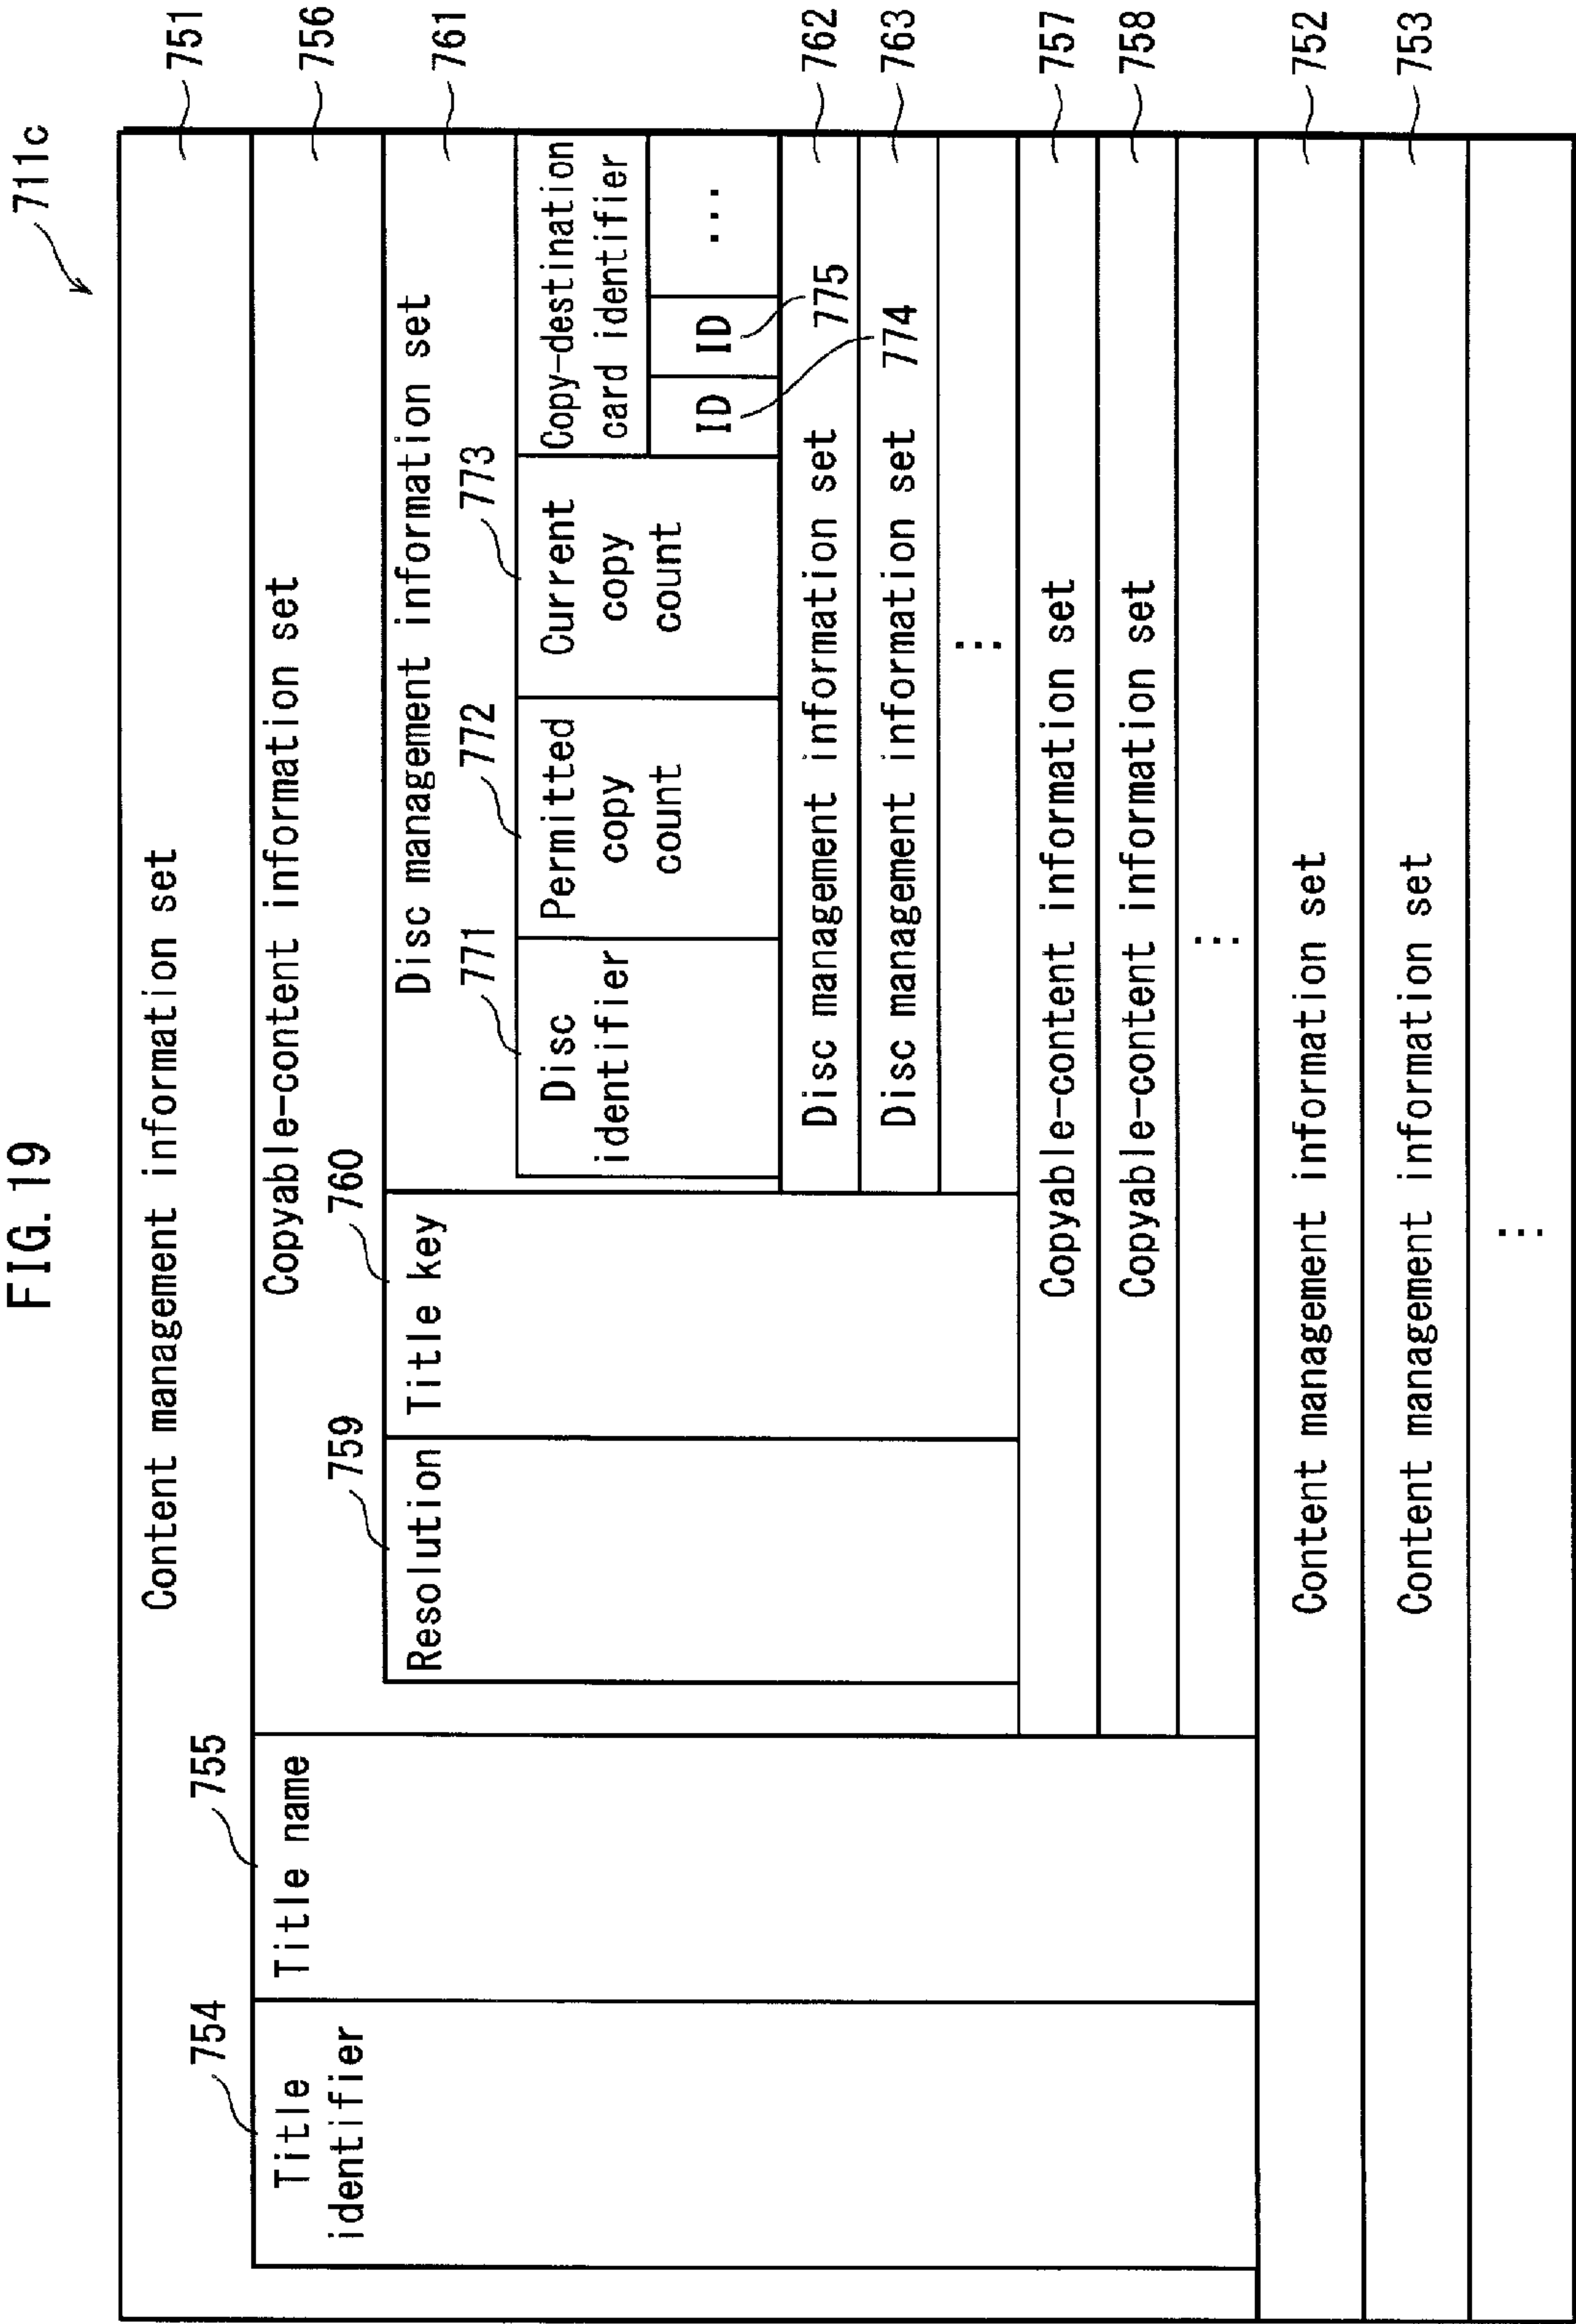 FIG. 19
711c
Content management information set
751
754
755
Copyable-content information set
756
Title
identifier
Title name
759
760
Disc management information set
761
Resolution
Title key
771
772
773
Disc
identifier
Permitted
copy
count
Current
copy
count
Copy-destination
card identifier
ID
ID
...
Disc management information set
775
762
Disc management information set
774
763
...
Copyable-content information set
757
Copyable-content information set
758
...
Content management information set
752
Content management information set
753
...